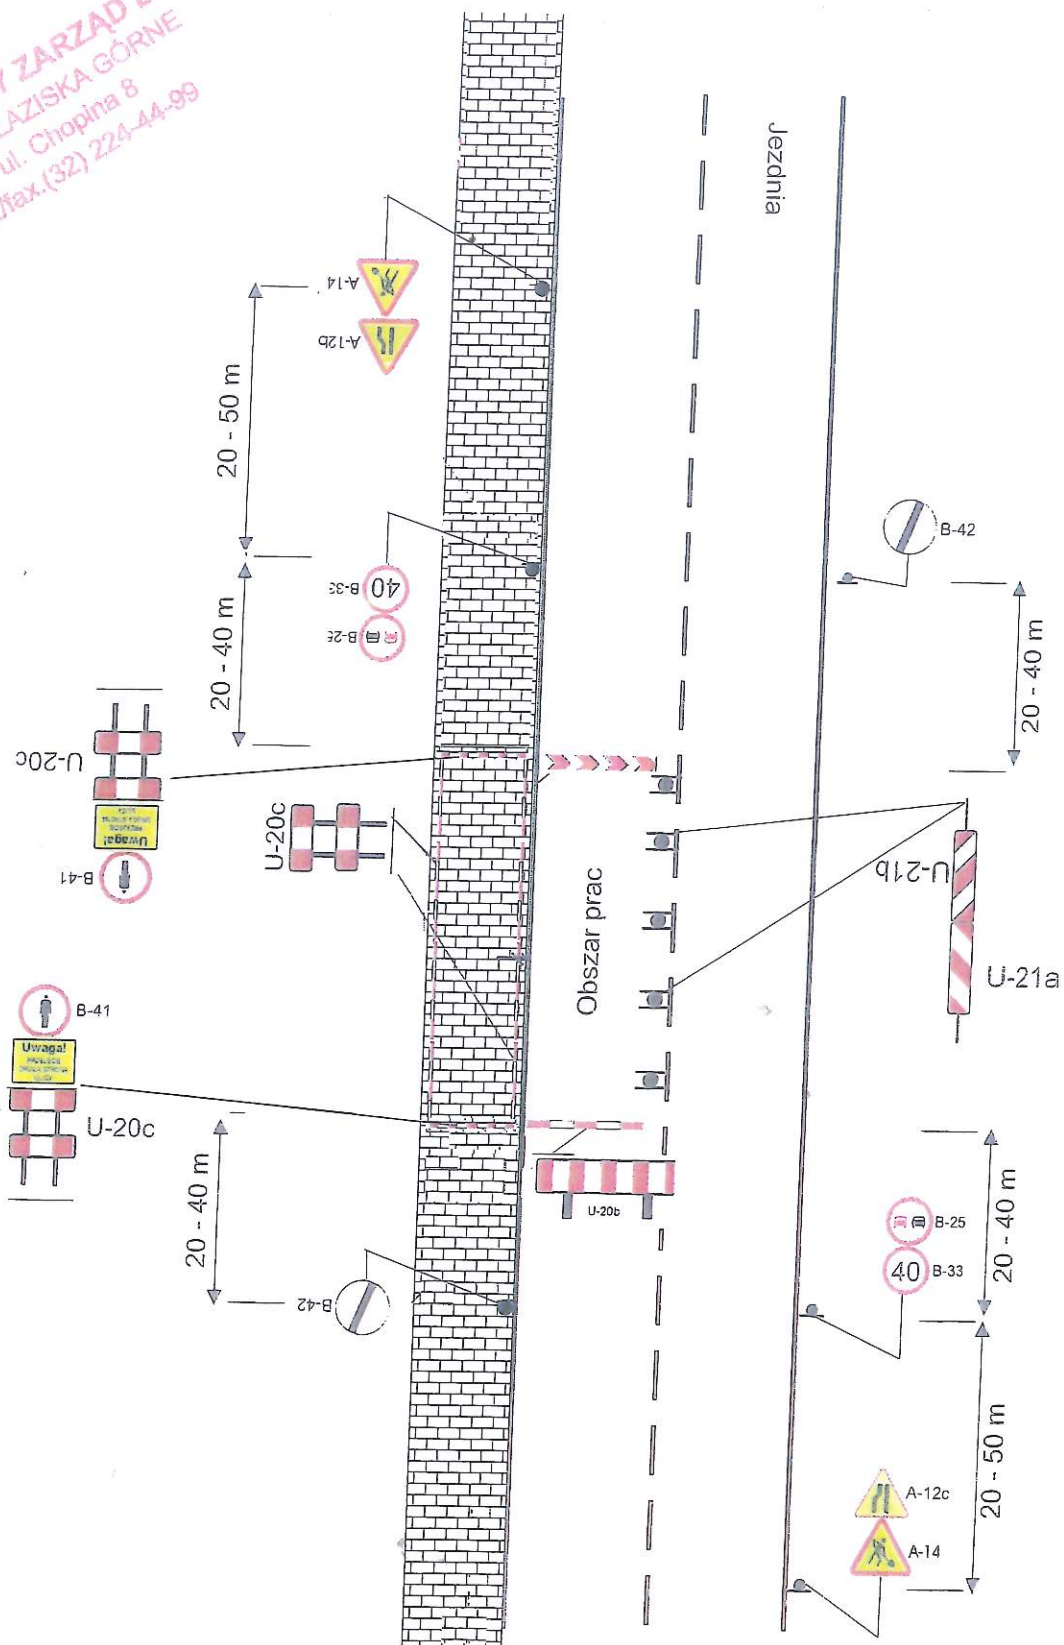 ZARZĄD
ŁAZISKA GÓRNE
ul. Chopina 8
fax.(32) 224-44-99
Jezdnia
A-14
A-12b
20 - 50 m
40
B-42
20 - 40 m
20 - 40 m
U-20c
Uwaga!
B-41
U-20c
Obszar prac
U-21b
U-21a
B-41
Uwaga!
U-20c
20 - 40 m
U-20b
B-42
B-25
40 B-33
20 - 40 m
20 - 50 m
A-12c
A-14